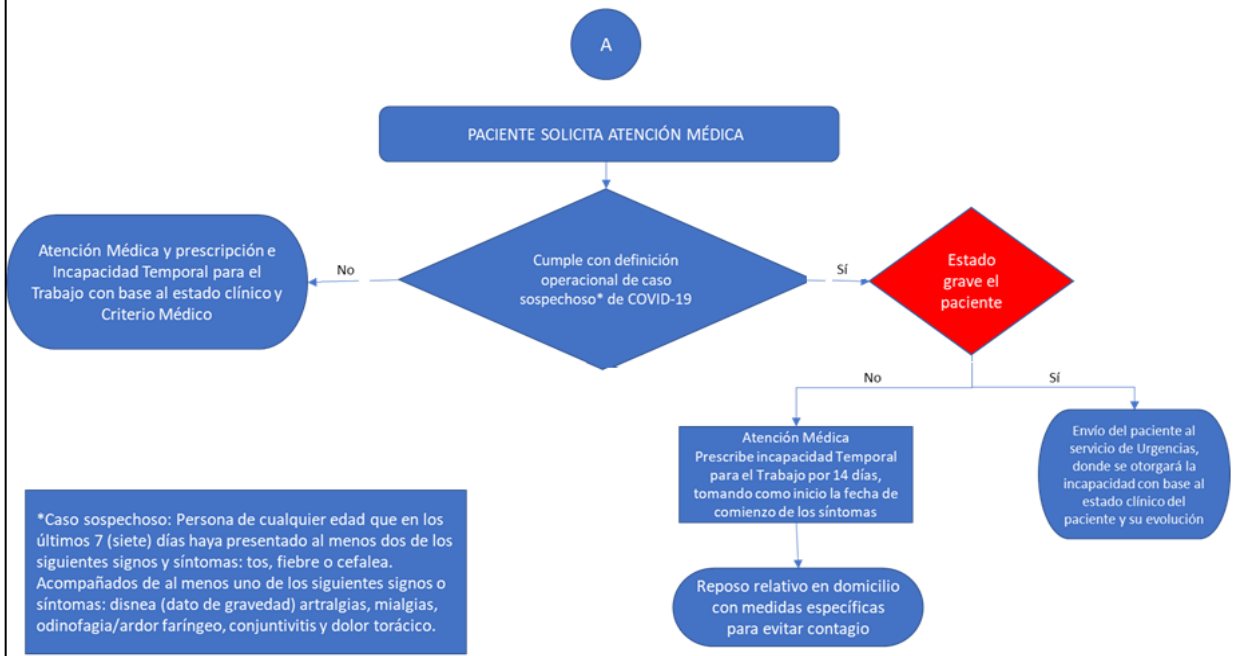 A
PACIENTE SOLICITA ATENCIÓN MÉDICA
Atención Médica y prescripción e
Incapacidad Temporal para el
Trabajo con base al estado clínico y
Criterio Médico
No
Cumple con definición
operacional de caso
sospechoso* de COVID-19
Sí
Estado
grave el
paciente
No
Sí
Atención Médica
Prescribe incapacidad Temporal
para el Trabajo por 14 días,
tomando como inicio la fecha de
comienzo de los síntomas
Envío del paciente al
servicio de Urgencias,
donde se otorgará la
incapacidad con base al
estado clínico del
paciente y su evolución
*Caso sospechoso: Persona de cualquier edad que en los
últimos 7 (siete) días haya presentado al menos dos de los
siguientes signos y síntomas: tos, fiebre o cefalea.
Acompañados de al menos uno de los siguientes signos o
síntomas: disnea (dato de gravedad) artralgias, mialgias,
odinofagia/ardor faríngeo, conjuntivitis y dolor torácico.
Reposo relativo en domicilio
con medidas específicas
para evitar contagio